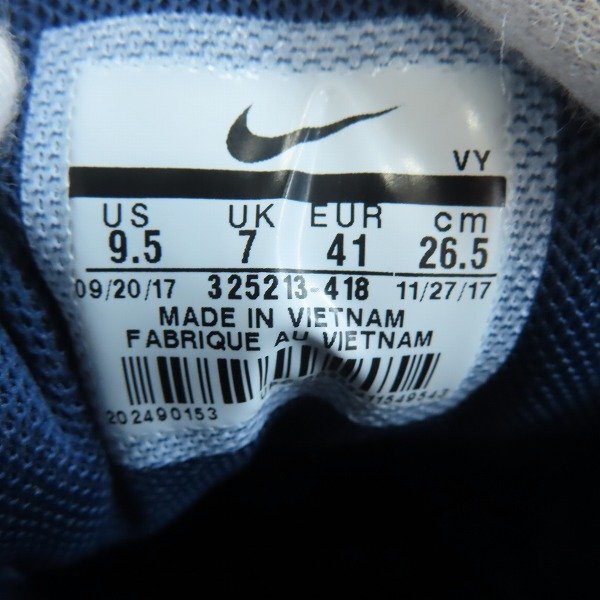 VY
US UK EUR cm
9.5 7 41 26.5
09/20/17 325213-418 11/27/17
MADE IN VIETNAM
FABRIQUE AU VIETNAM
202490153